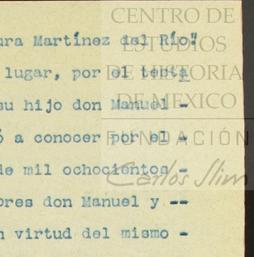 CENTRO DE
ESTUDIOS
DE HISTORIA
DE MEXICO
FUNDACIÓN
Carlos Slim
ura Martínez del Río"
lugar, por el testa
su hijo don Manuel -
ó a conocer por el -
de mil ochocientos -
ores don Manuel y --
n virtud del mismo -